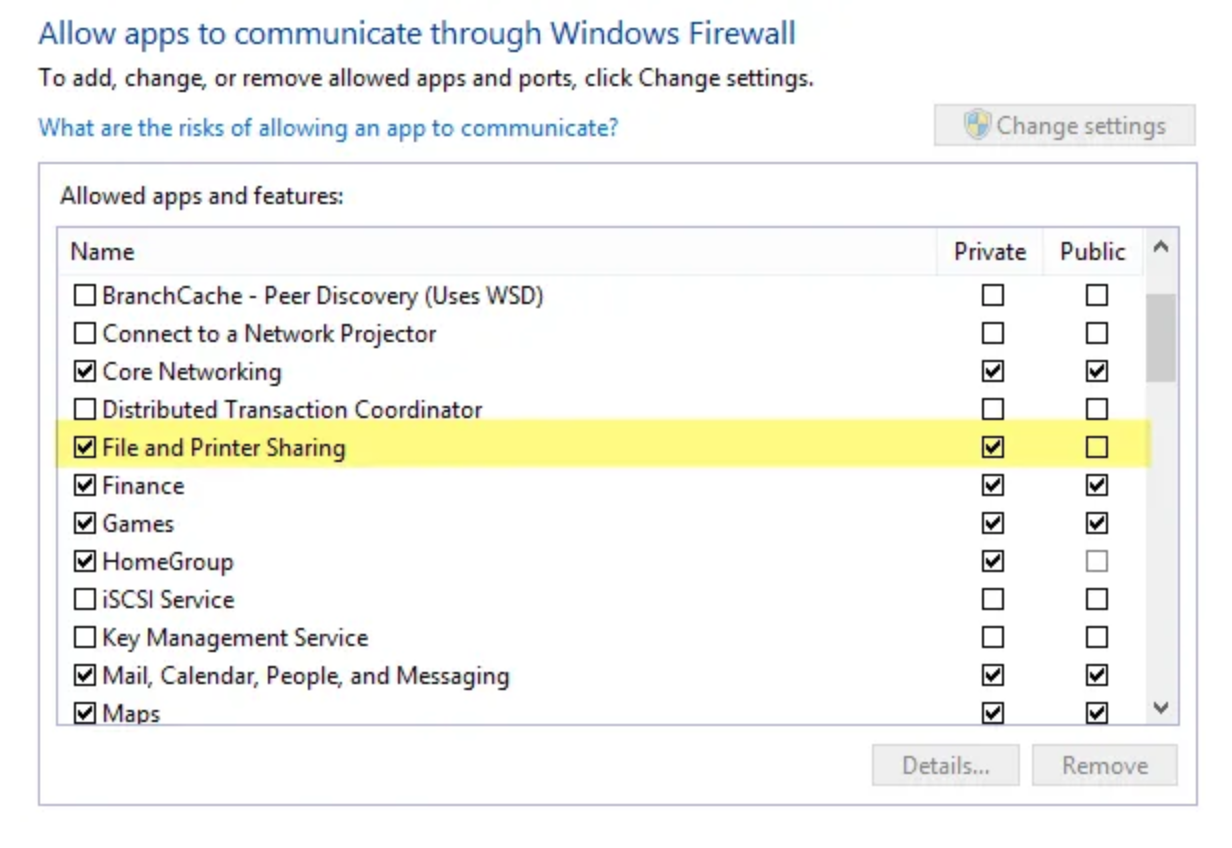 Allow apps to communicate through Windows Firewall
To add, change, or remove allowed apps and ports, click Change settings.
What are the risks of allowing an app to communicate?
Change settings
Allowed apps and features:
Name Private Public
BranchCache - Peer Discovery (Uses WSD)
Connect to a Network Projector
Core Networking
Distributed Transaction Coordinator
File and Printer Sharing
Finance
Games
HomeGroup
iSCSI Service
Key Management Service
Mail, Calendar, People, and Messaging
Maps
Details... Remove